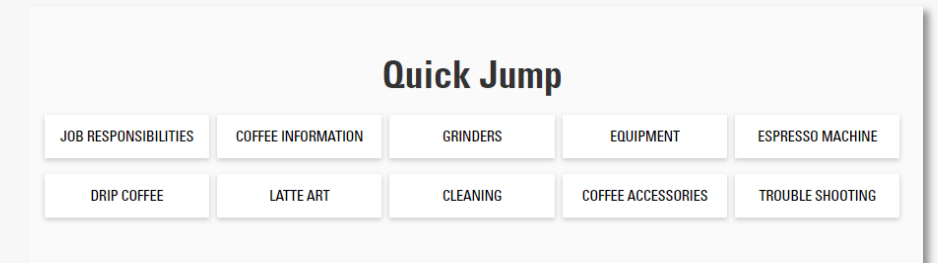 Quick Jump
JOB RESPONSIBILITIES COFFEE INFORMATION GRINDERS EQUIPMENT ESPRESSO MACHINE
DRIP COFFEE LATTE ART CLEANING COFFEE ACCESSORIES TROUBLE SHOOTING